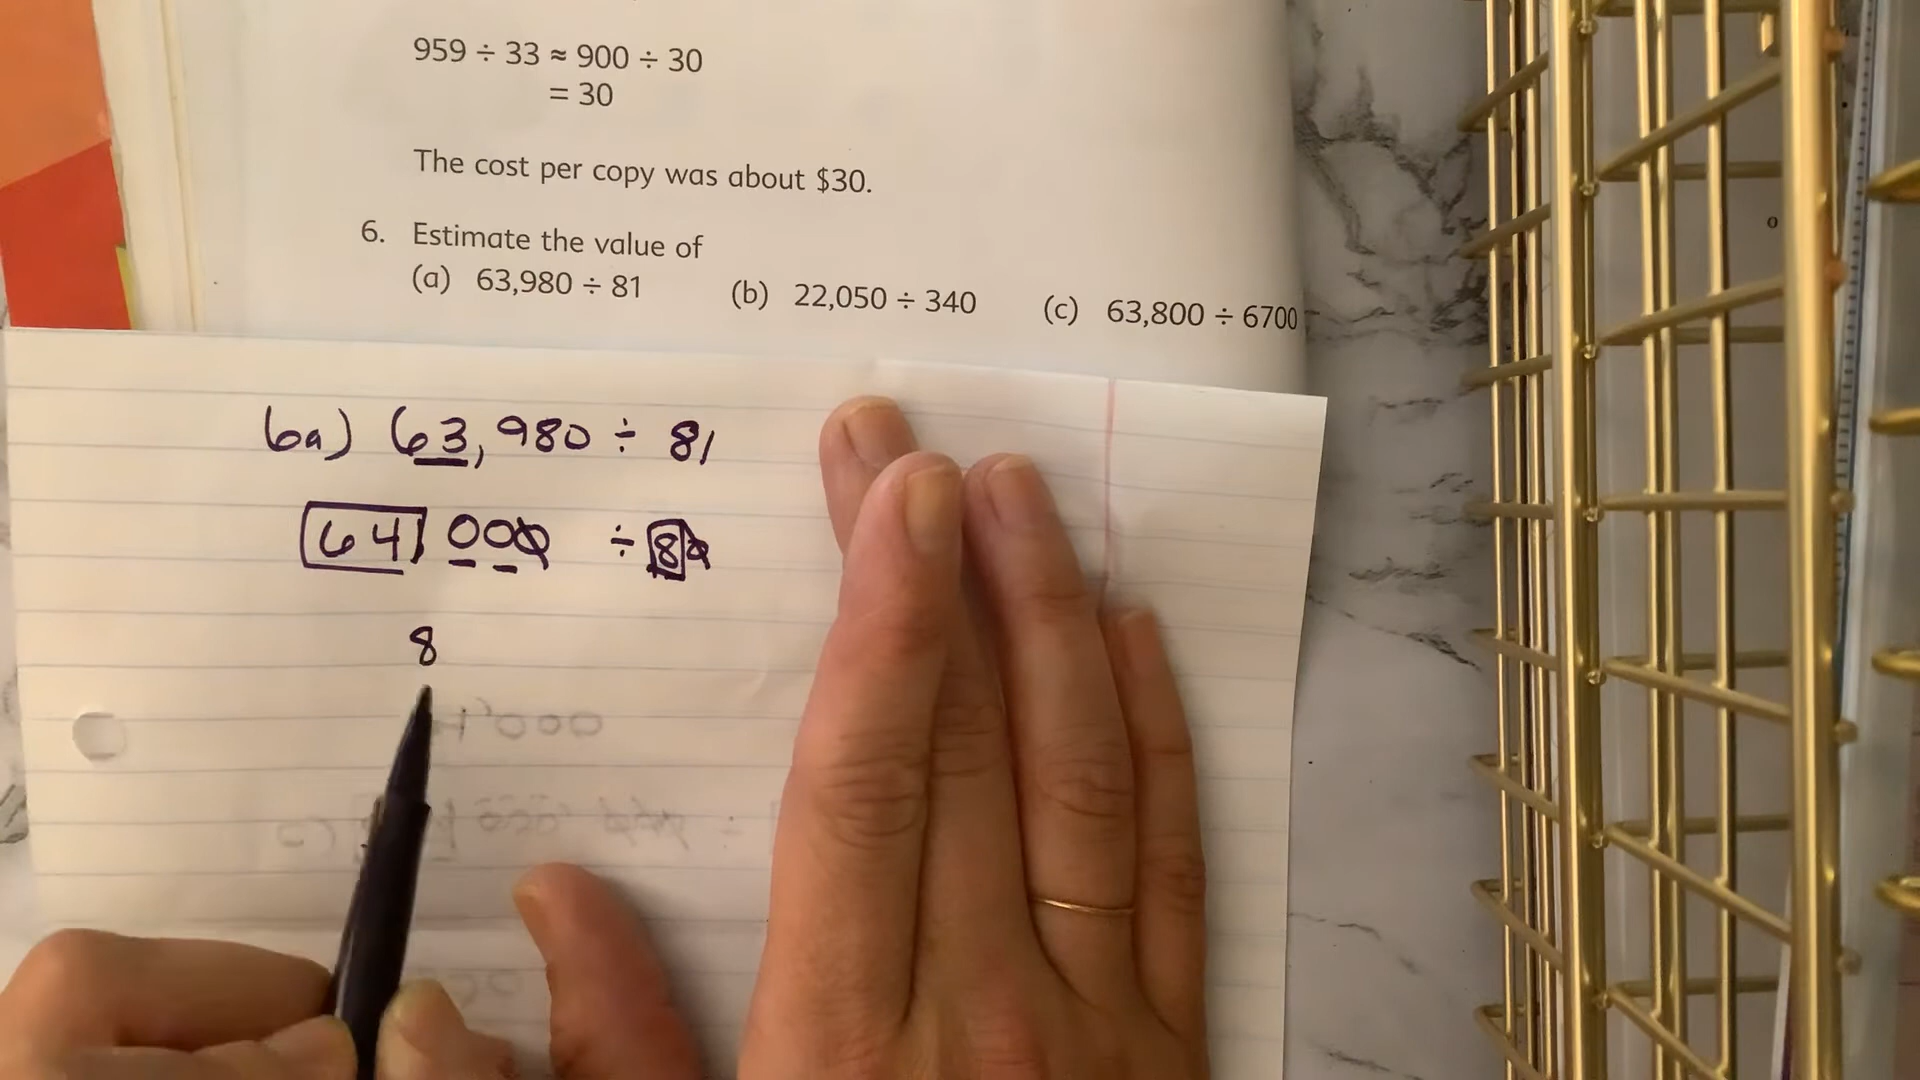 959 ÷ 33 ≈ 900 ÷ 30
= 30
The cost per copy was about $30.
6. Estimate the value of
(a) 63,980 ÷ 81 (b) 22,050 ÷ 340 (c) 63,800 ÷ 6700
6a) 63,980 ÷ 81
64,000 ÷ 80
8